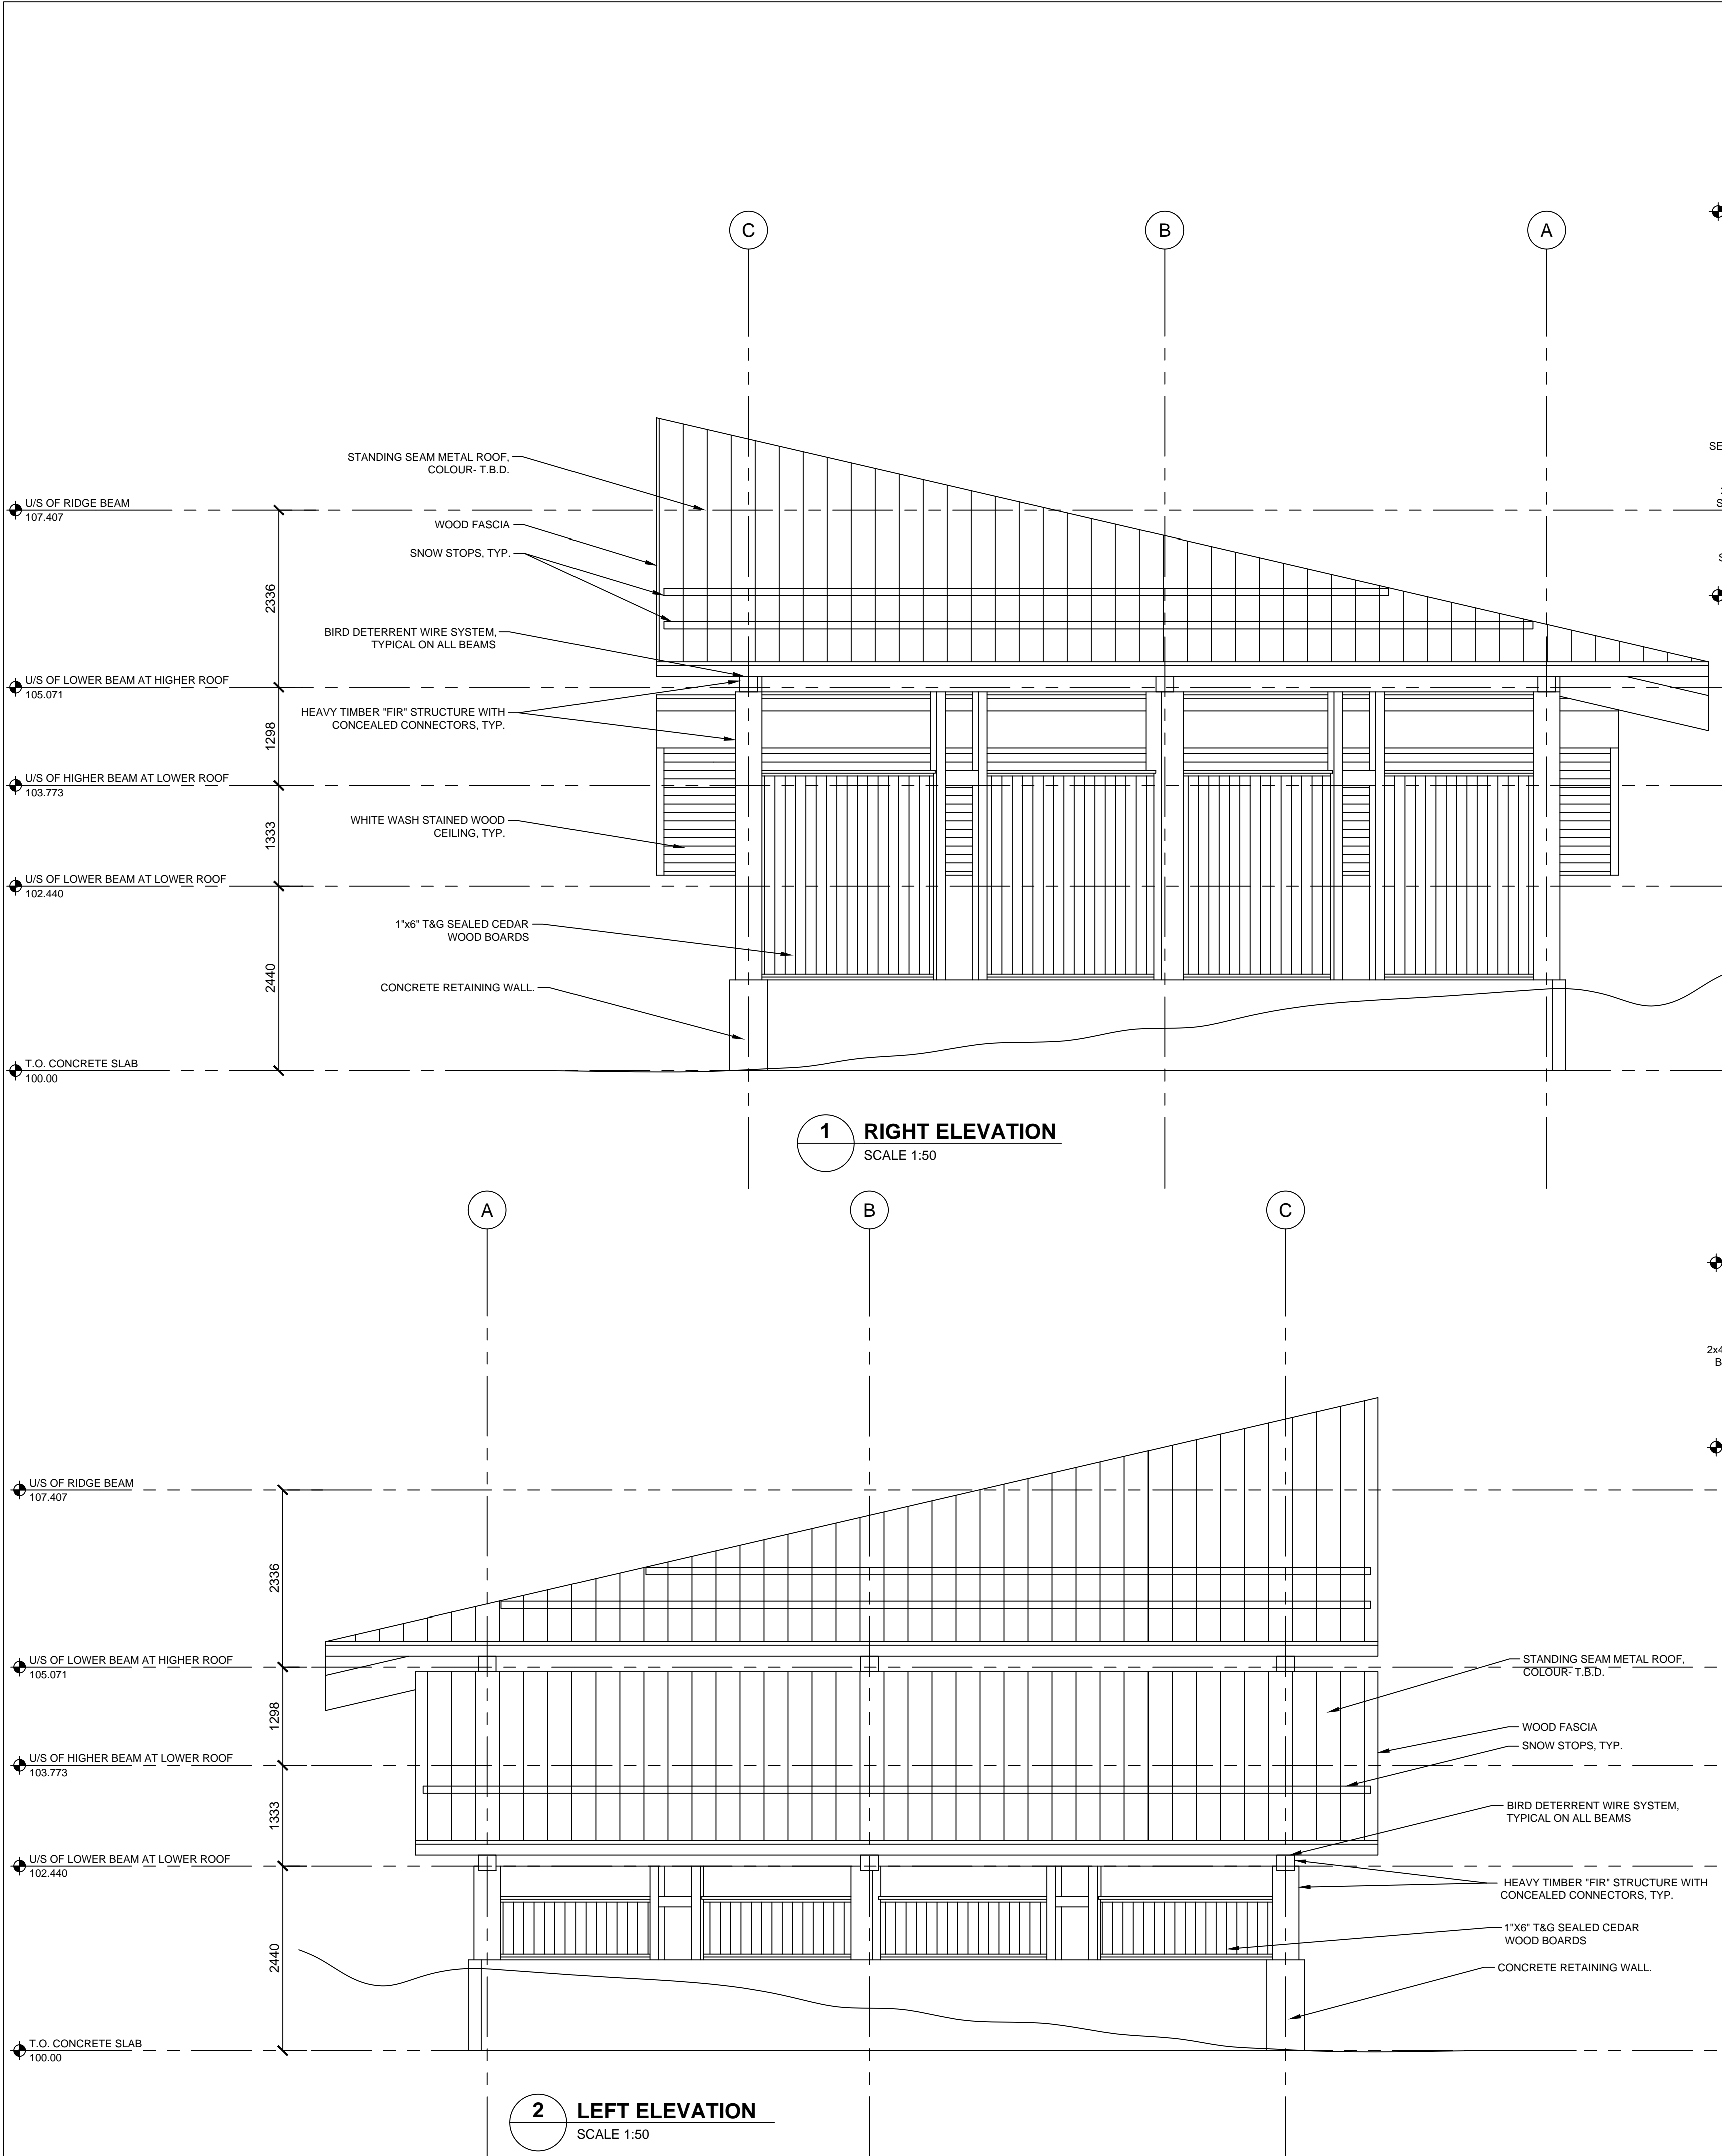 C
B
A
STANDING SEAM METAL ROOF,
COLOUR- T.B.D.
U/S OF RIDGE BEAM
107.407
WOOD FASCIA
SNOW STOPS, TYP.
2336
BIRD DETERRENT WIRE SYSTEM,
TYPICAL ON ALL BEAMS
U/S OF LOWER BEAM AT HIGHER ROOF
105.071
HEAVY TIMBER "FIR" STRUCTURE WITH
CONCEALED CONNECTORS, TYP.
1298
U/S OF HIGHER BEAM AT LOWER ROOF
103.773
WHITE WASH STAINED WOOD
CEILING, TYP.
1333
U/S OF LOWER BEAM AT LOWER ROOF
102.440
1"x6" T&G SEALED CEDAR
WOOD BOARDS
2440
CONCRETE RETAINING WALL.
T.O. CONCRETE SLAB
100.00
SE
S
S
1
RIGHT ELEVATION
SCALE 1:50
A
B
C
2x4
B
U/S OF RIDGE BEAM
107.407
2336
U/S OF LOWER BEAM AT HIGHER ROOF
105.071
STANDING SEAM METAL ROOF,
COLOUR- T.B.D.
1298
WOOD FASCIA
SNOW STOPS, TYP.
U/S OF HIGHER BEAM AT LOWER ROOF
103.773
1333
BIRD DETERRENT WIRE SYSTEM,
TYPICAL ON ALL BEAMS
U/S OF LOWER BEAM AT LOWER ROOF
102.440
HEAVY TIMBER "FIR" STRUCTURE WITH
CONCEALED CONNECTORS, TYP.
1"X6" T&G SEALED CEDAR
WOOD BOARDS
2440
CONCRETE RETAINING WALL.
T.O. CONCRETE SLAB
100.00
2
LEFT ELEVATION
SCALE 1:50